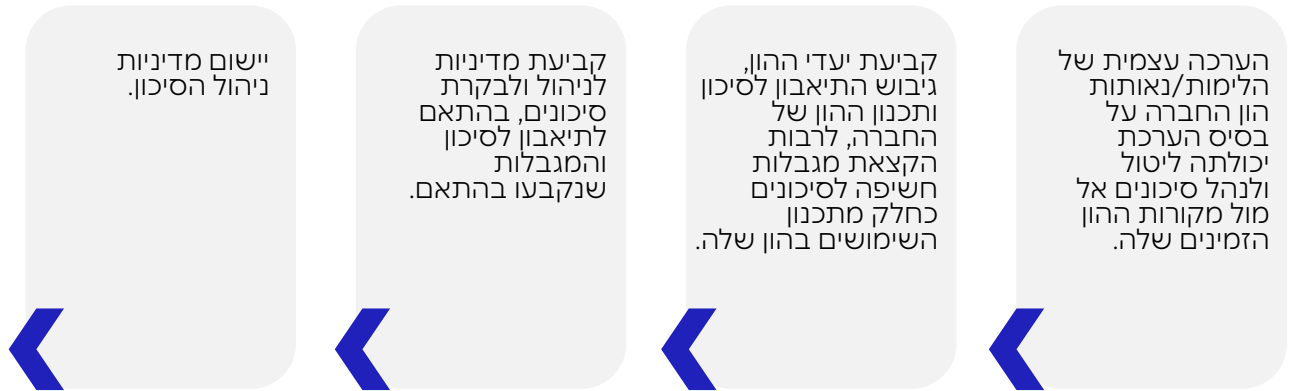 הערכה עצמית של
הלימות/נאותות
הון החברה על
בסיס הערכת
יכולתה ליטול
ולנהל סיכונים אל
מול מקורות ההון
הזמינים שלה.
קביעת יעדי ההון,
גיבוש התיאבון לסיכון
ותכנון ההון של
החברה, לרבות
הקצאת מגבלות
חשיפה לסיכונים
כחלק מתכנון
השימושים בהון שלה.
קביעת מדיניות
לניהול ולבקרת
סיכונים, בהתאם
לתיאבון לסיכון
והמגבלות
שנקבעו בהתאם.
יישום מדיניות
ניהול הסיכון.